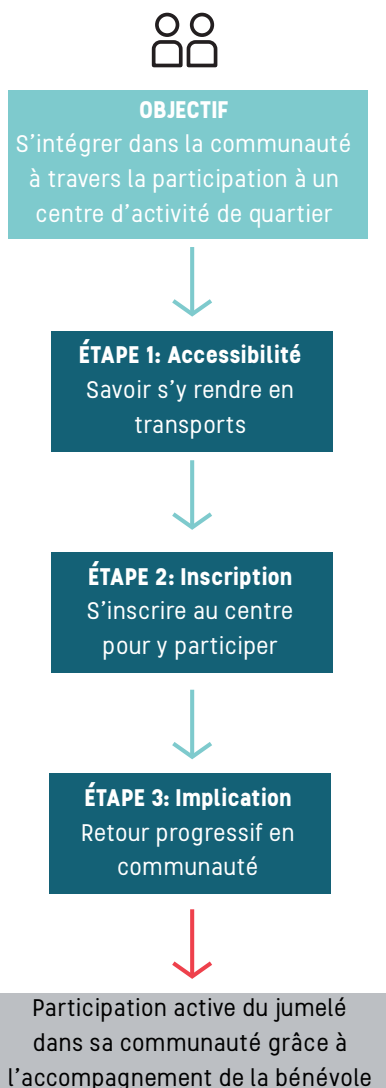 OBJECTIF
S'intégrer dans la communauté
à travers la participation à un
centre d'activité de quartier
ÉTAPE 1: Accessibilité
Savoir s'y rendre en
transports
ÉTAPE 2: Inscription
S'inscrire au centre
pour y participer
ÉTAPE 3: Implication
Retour progressif en
communauté
Participation active du jumelé
dans sa communauté grâce à
l'accompagnement de la bénévole